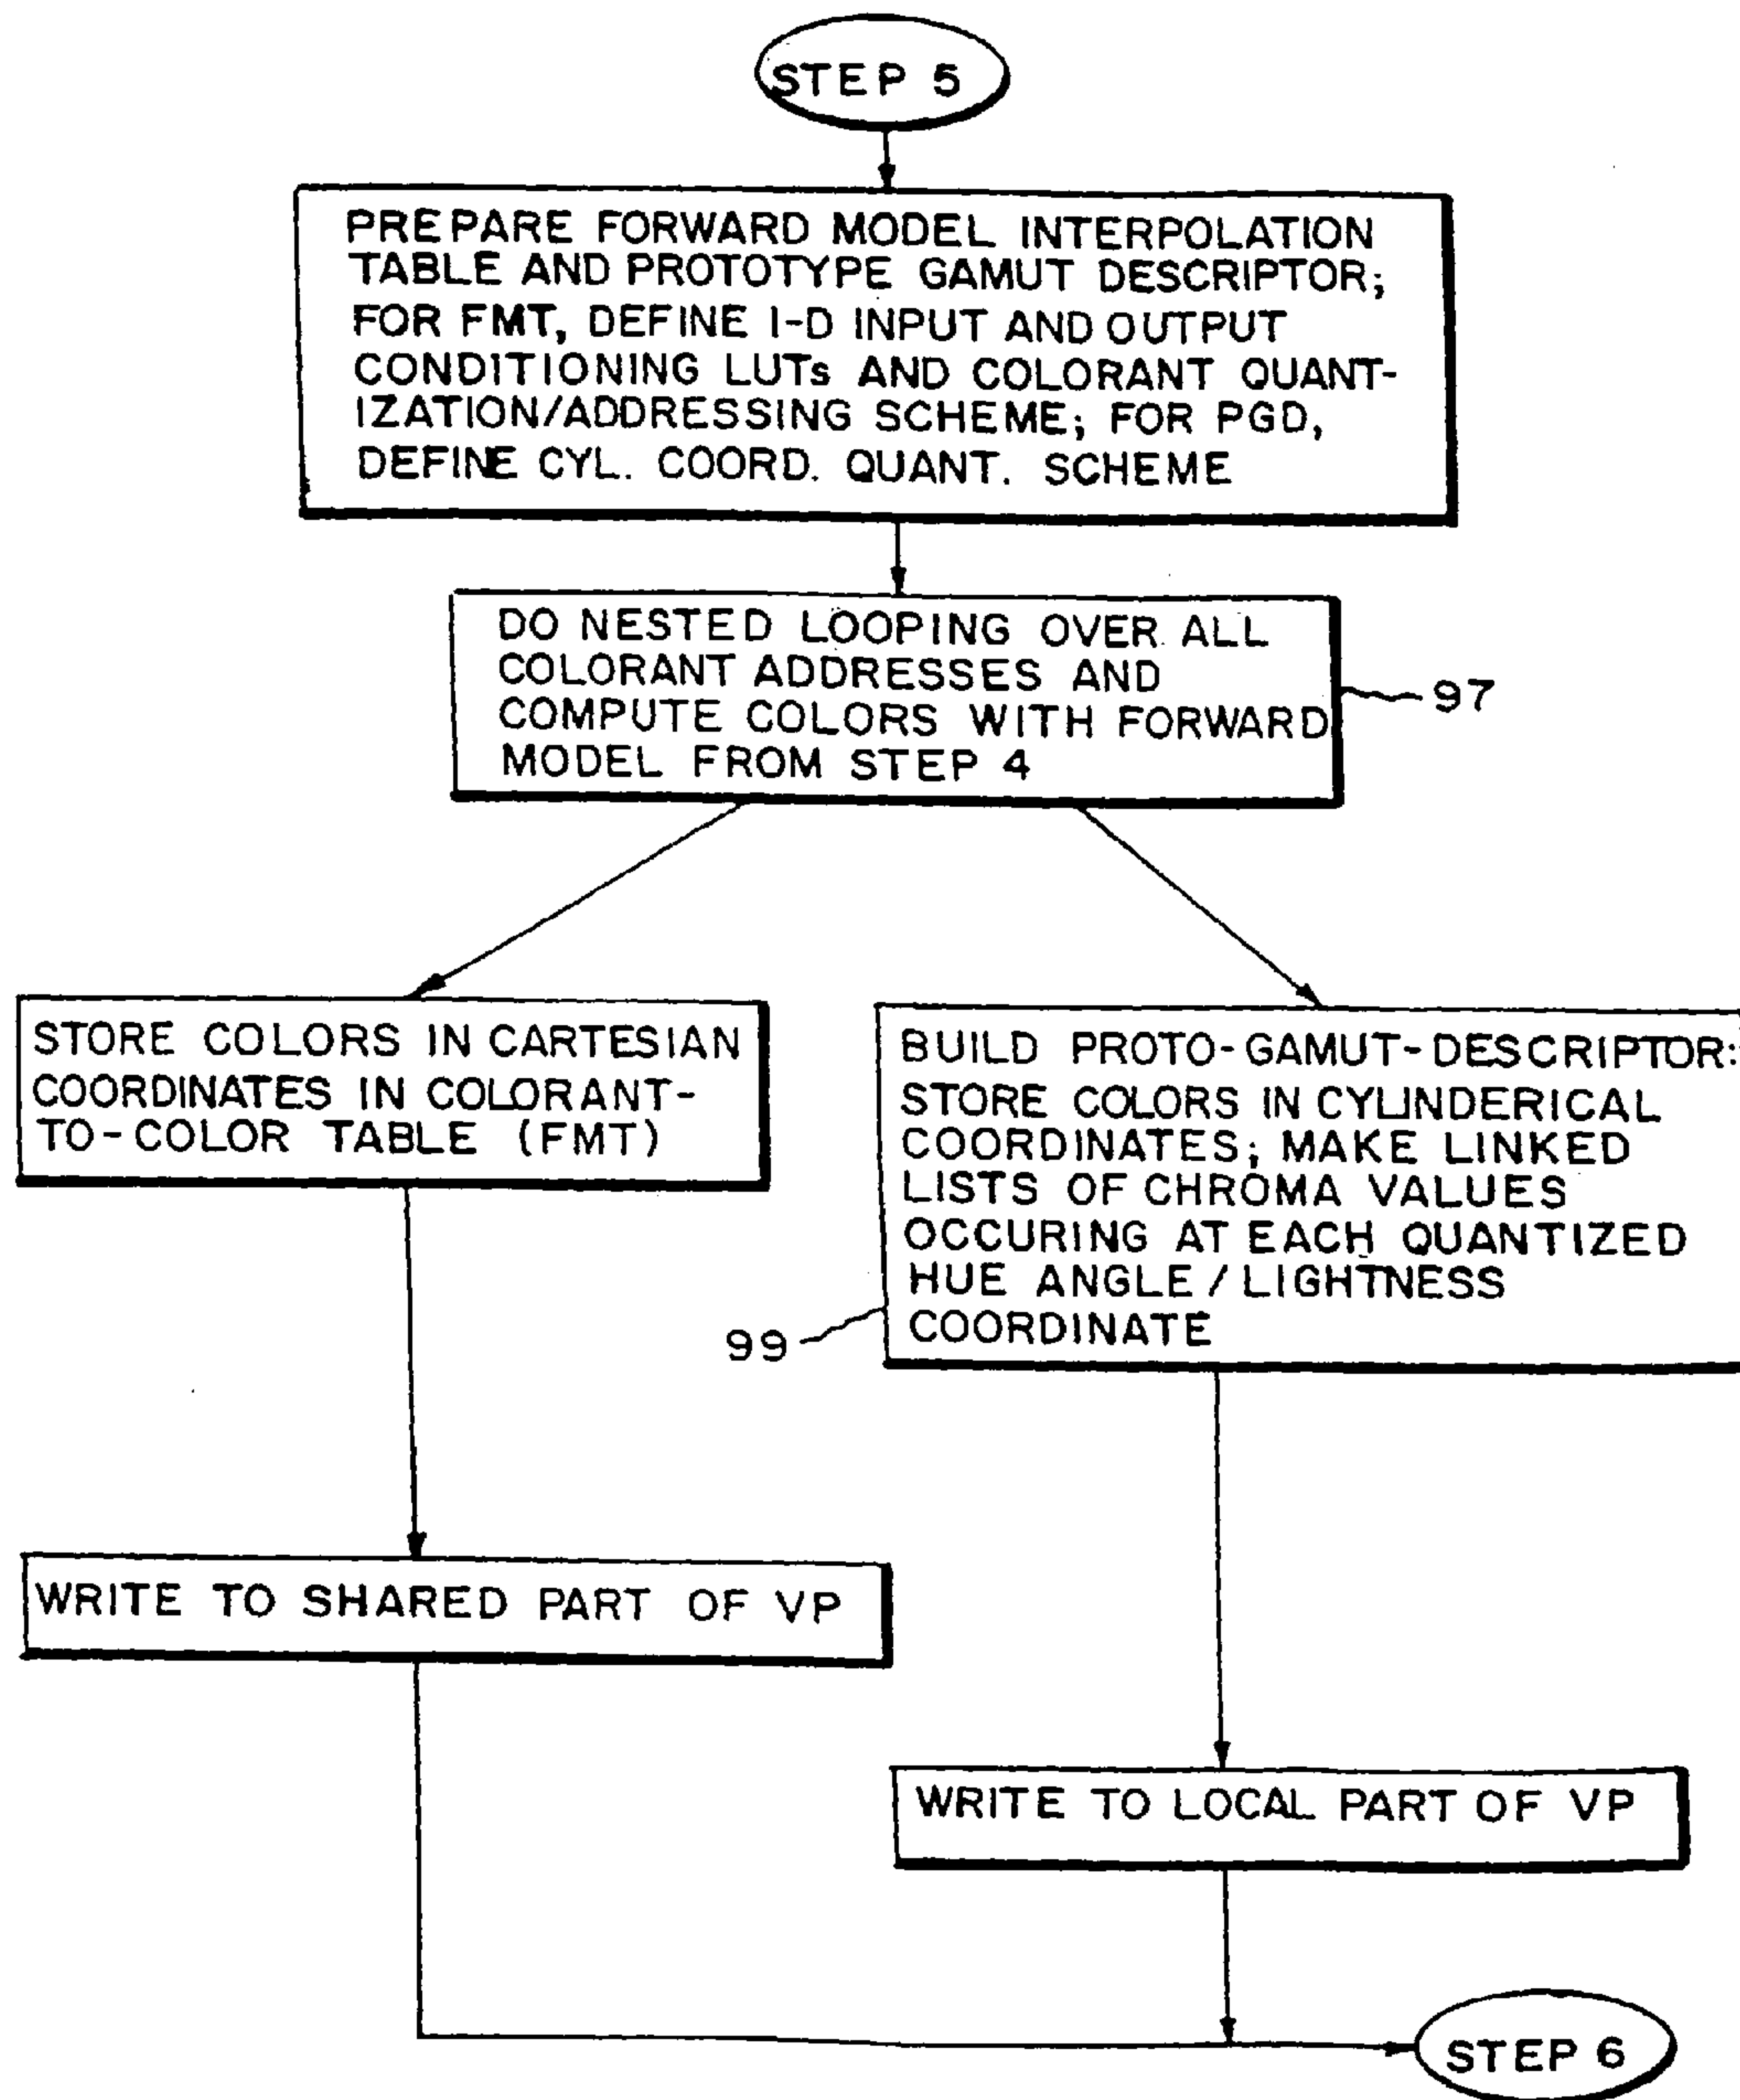 STEP 5
PREPARE FORWARD MODEL INTERPOLATION
TABLE AND PROTOTYPE GAMUT DESCRIPTOR;
FOR FMT, DEFINE 1-D INPUT AND OUTPUT
CONDITIONING LUTs AND COLORANT QUANT-
IZATION/ADDRESSING SCHEME; FOR PGD,
DEFINE CYL. COORD. QUANT. SCHEME
DO NESTED LOOPING OVER ALL
COLORANT ADDRESSES AND
COMPUTE COLORS WITH FORWARD
MODEL FROM STEP 4
97
STORE COLORS IN CARTESIAN
COORDINATES IN COLORANT-
TO-COLOR TABLE (FMT)
BUILD PROTO-GAMUT-DESCRIPTOR:
STORE COLORS IN CYLINDERICAL
COORDINATES; MAKE LINKED
LISTS OF CHROMA VALUES
OCCURING AT EACH QUANTIZED
HUE ANGLE/LIGHTNESS
COORDINATE
99
WRITE TO SHARED PART OF VP
WRITE TO LOCAL PART OF VP
STEP 6